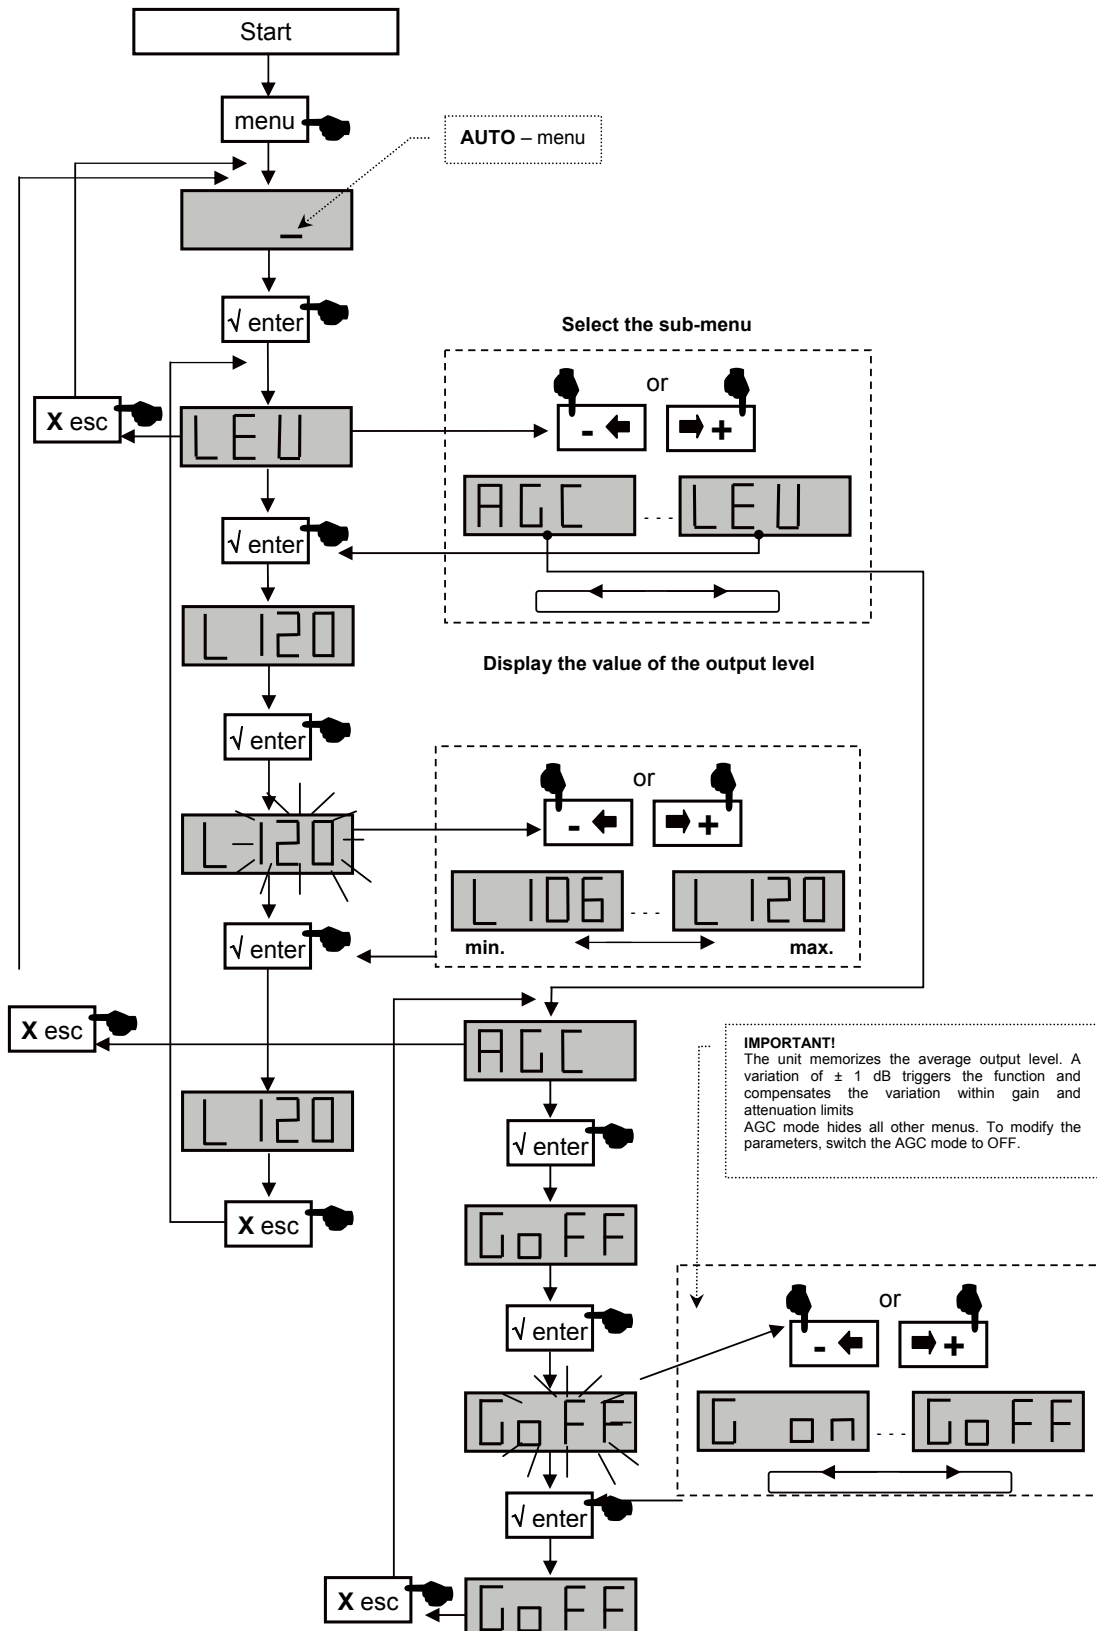 Start
menu
AUTO – menu
_
√ enter
Select the sub-menu
or
X esc
LEU
- +
AGC - - - LEU
√ enter
L 120
Display the value of the output level
√ enter
or
L 120
- +
L 106 - - - L 120
min. max.
√ enter
X esc
AGC
IMPORTANT!
The unit memorizes the average output level. A
variation of ± 1 dB triggers the function and
compensates the variation within gain and
attenuation limits
AGC mode hides all other menus. To modify the
parameters, switch the AGC mode to OFF.
L 120
√ enter
X esc
GoFF
or
√ enter
- +
GoFF
G on - - - GoFF
√ enter
X esc
GoFF